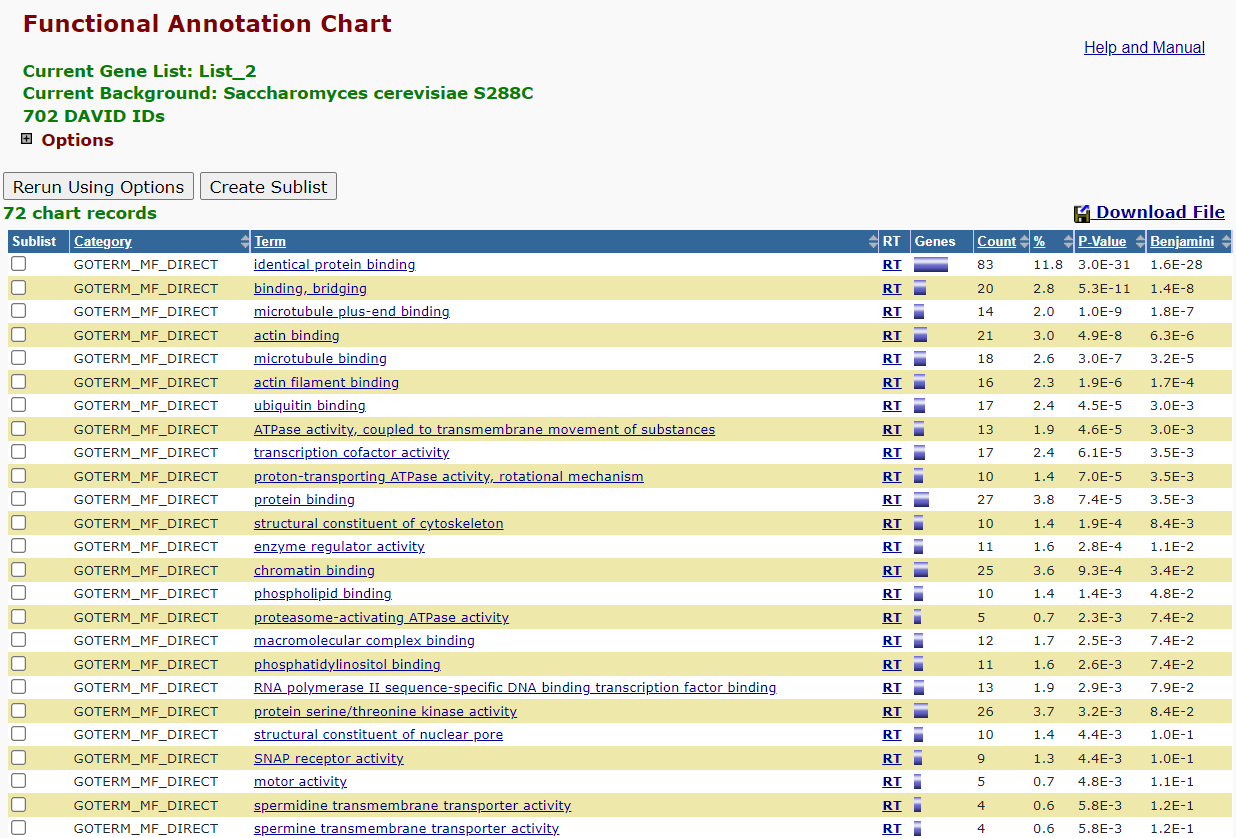 Functional Annotation Chart
Help and Manual
Current Gene List: List_2
Current Background: Saccharomyces cerevisiae S288C
702 DAVID IDs
Options
Rerun Using Options Create Sublist
72 chart records
Download File
Sublist Category Term RT Genes Count % P-Value Benjamini
GOTERM_MF_DIRECT identical protein binding RT 83 11.8 3.0E-31 1.6E-28
GOTERM_MF_DIRECT binding, bridging RT 20 2.8 5.3E-11 1.4E-8
GOTERM_MF_DIRECT microtubule plus-end binding RT 14 2.0 1.0E-9 1.8E-7
GOTERM_MF_DIRECT actin binding RT 21 3.0 4.9E-8 6.3E-6
GOTERM_MF_DIRECT microtubule binding RT 18 2.6 3.0E-7 3.2E-5
GOTERM_MF_DIRECT actin filament binding RT 16 2.3 1.9E-6 1.7E-4
GOTERM_MF_DIRECT ubiquitin binding RT 17 2.4 4.5E-5 3.0E-3
GOTERM_MF_DIRECT ATPase activity, coupled to transmembrane movement of substances RT 13 1.9 4.6E-5 3.0E-3
GOTERM_MF_DIRECT transcription cofactor activity RT 17 2.4 6.1E-5 3.5E-3
GOTERM_MF_DIRECT proton-transporting ATPase activity, rotational mechanism RT 10 1.4 7.0E-5 3.5E-3
GOTERM_MF_DIRECT protein binding RT 27 3.8 7.4E-5 3.5E-3
GOTERM_MF_DIRECT structural constituent of cytoskeleton RT 10 1.4 1.9E-4 8.4E-3
GOTERM_MF_DIRECT enzyme regulator activity RT 11 1.6 2.8E-4 1.1E-2
GOTERM_MF_DIRECT chromatin binding RT 25 3.6 9.3E-4 3.4E-2
GOTERM_MF_DIRECT phospholipid binding RT 10 1.4 1.4E-3 4.8E-2
GOTERM_MF_DIRECT proteasome-activating ATPase activity RT 5 0.7 2.3E-3 7.4E-2
GOTERM_MF_DIRECT macromolecular complex binding RT 12 1.7 2.5E-3 7.4E-2
GOTERM_MF_DIRECT phosphatidylinositol binding RT 11 1.6 2.6E-3 7.4E-2
GOTERM_MF_DIRECT RNA polymerase II sequence-specific DNA binding transcription factor binding RT 13 1.9 2.9E-3 7.9E-2
GOTERM_MF_DIRECT protein serine/threonine kinase activity RT 26 3.7 3.2E-3 8.4E-2
GOTERM_MF_DIRECT structural constituent of nuclear pore RT 10 1.4 4.4E-3 1.0E-1
GOTERM_MF_DIRECT SNAP receptor activity RT 9 1.3 4.4E-3 1.0E-1
GOTERM_MF_DIRECT motor activity RT 5 0.7 4.8E-3 1.1E-1
GOTERM_MF_DIRECT spermidine transmembrane transporter activity RT 4 0.6 5.8E-3 1.2E-1
GOTERM_MF_DIRECT spermine transmembrane transporter activity RT 4 0.6 5.8E-3 1.2E-1